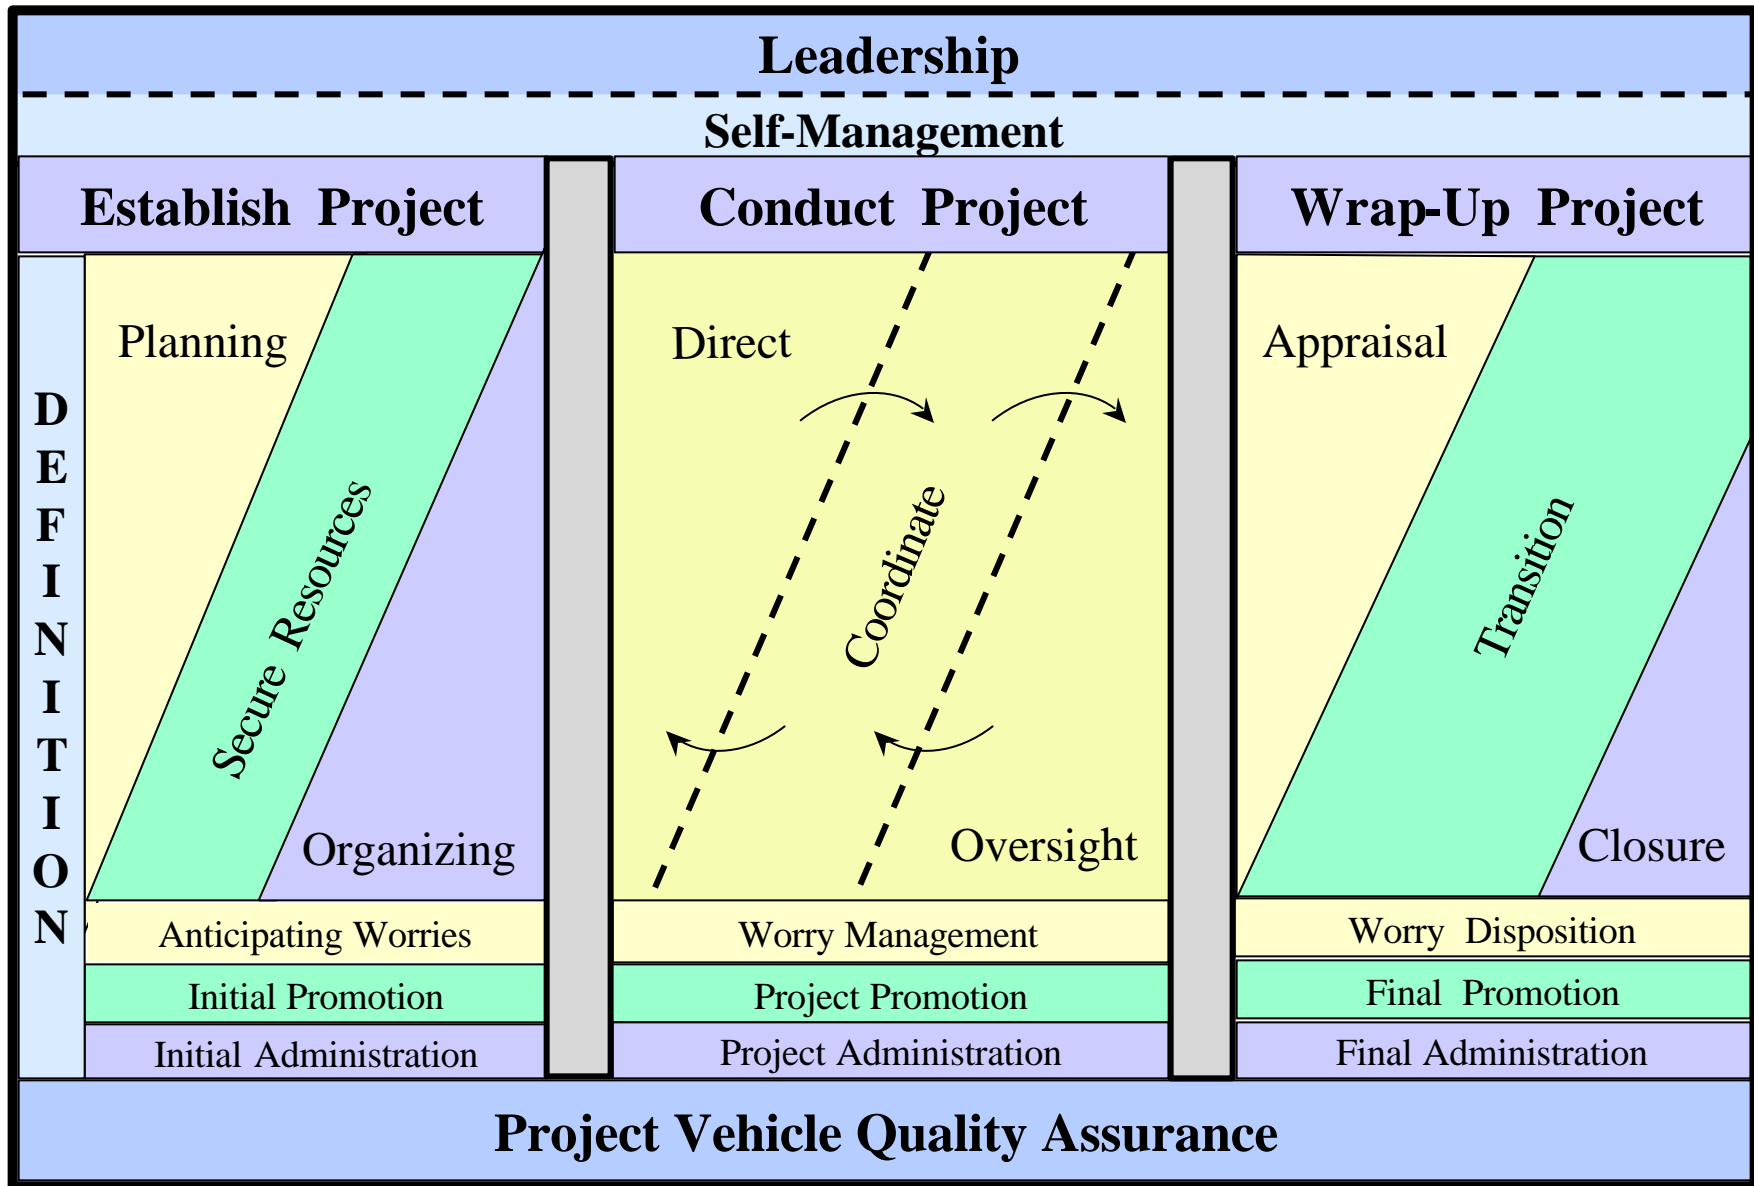 Leadership
Self-Management
Establish Project
Conduct Project
Wrap-Up Project
DEFINITION
Planning
Secure Resources
Organizing
Direct
Coordinate
Oversight
Appraisal
Transition
Closure
Anticipating Worries
Worry Management
Worry Disposition
Initial Promotion
Project Promotion
Final Promotion
Initial Administration
Project Administration
Final Administration
Project Vehicle Quality Assurance